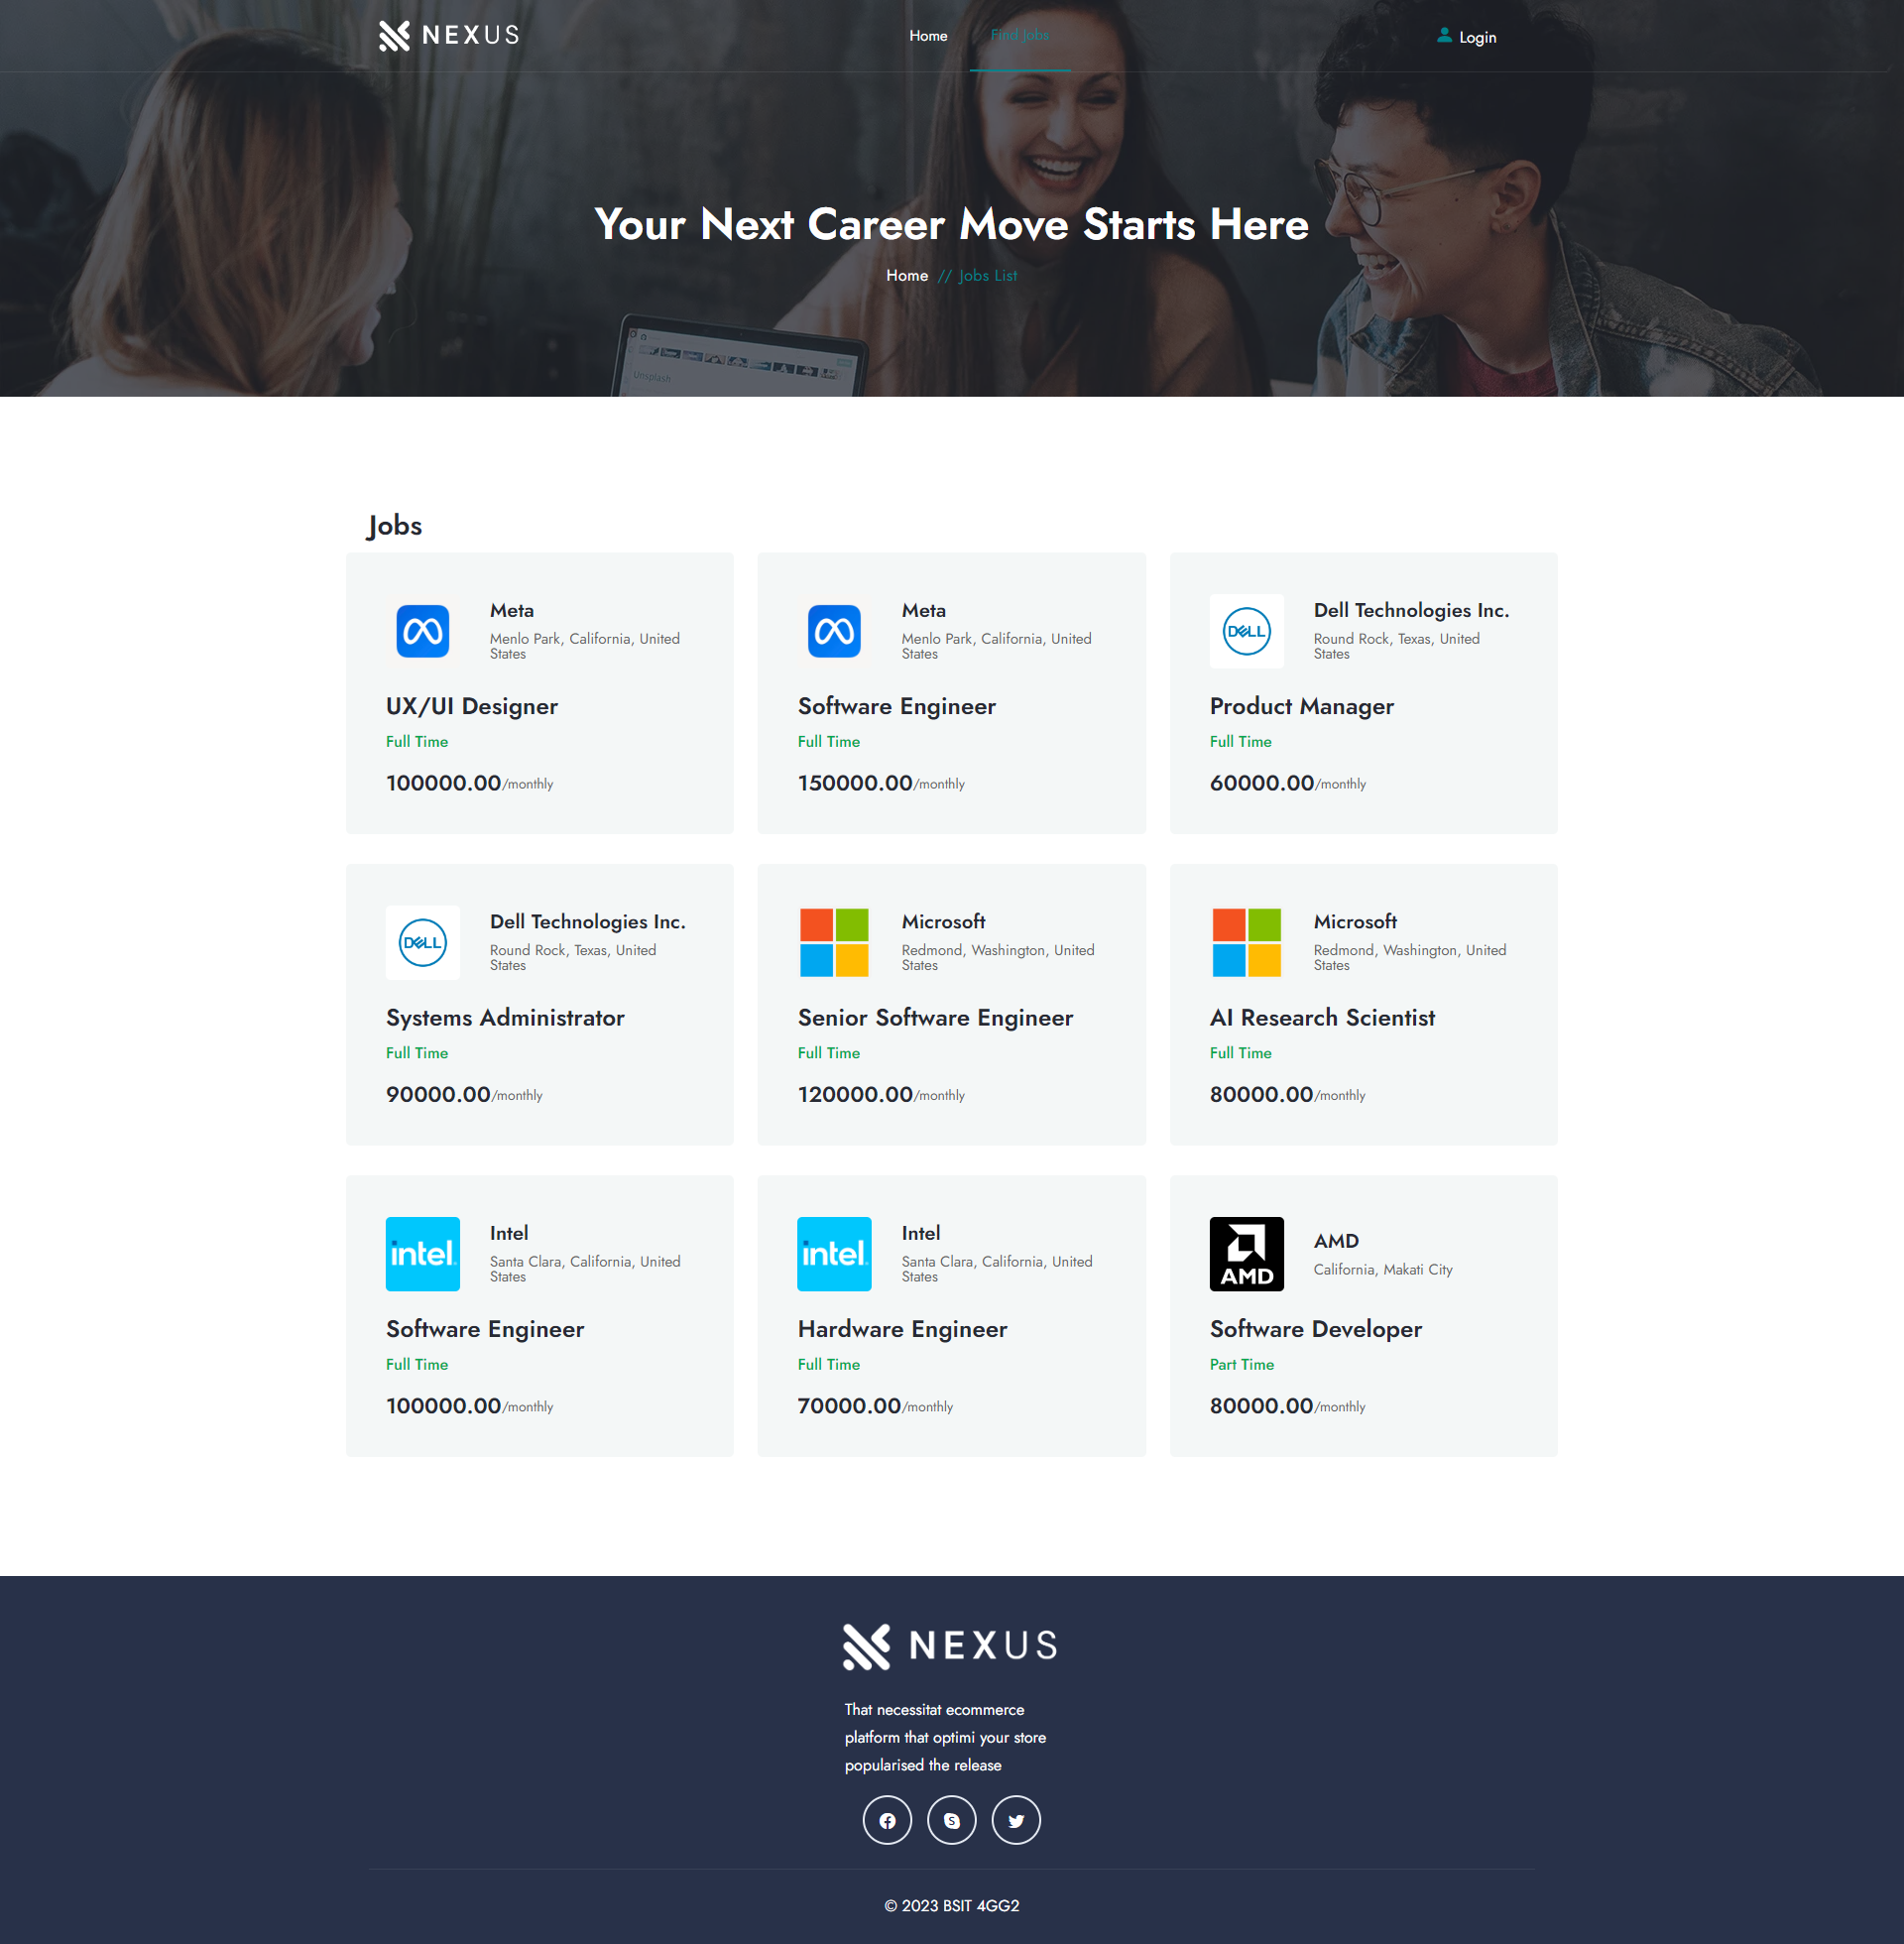 NEXUS
Home
Find Jobs
Login
Your Next Career Move Starts Here
Home // Jobs List
Unsplash
Jobs
Meta
Menlo Park, California, United
States
UX/UI Designer
Full Time
100000.00/monthly
Meta
Menlo Park, California, United
States
Software Engineer
Full Time
150000.00/monthly
DELL
Dell Technologies Inc.
Round Rock, Texas, United
States
Product Manager
Full Time
60000.00/monthly
DELL
Dell Technologies Inc.
Round Rock, Texas, United
States
Systems Administrator
Full Time
90000.00/monthly
Microsoft
Redmond, Washington, United
States
Senior Software Engineer
Full Time
120000.00/monthly
Microsoft
Redmond, Washington, United
States
AI Research Scientist
Full Time
80000.00/monthly
intel.
Intel
Santa Clara, California, United
States
Software Engineer
Full Time
100000.00/monthly
intel.
Intel
Santa Clara, California, United
States
Hardware Engineer
Full Time
70000.00/monthly
AMD
AMD
California, Makati City
Software Developer
Part Time
80000.00/monthly
NEXUS
That necessitat ecommerce
platform that optimi your store
popularised the release
© 2023 BSIT 4GG2